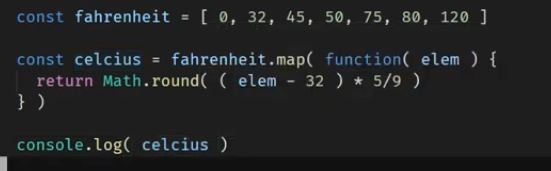 const fahrenheit = [ 0, 32, 45, 50, 75, 80, 120 ]
const celcius = fahrenheit.map( function( elem ) {
return Math.round( ( elem - 32 ) * 5/9 )
} )
console.log( celcius )